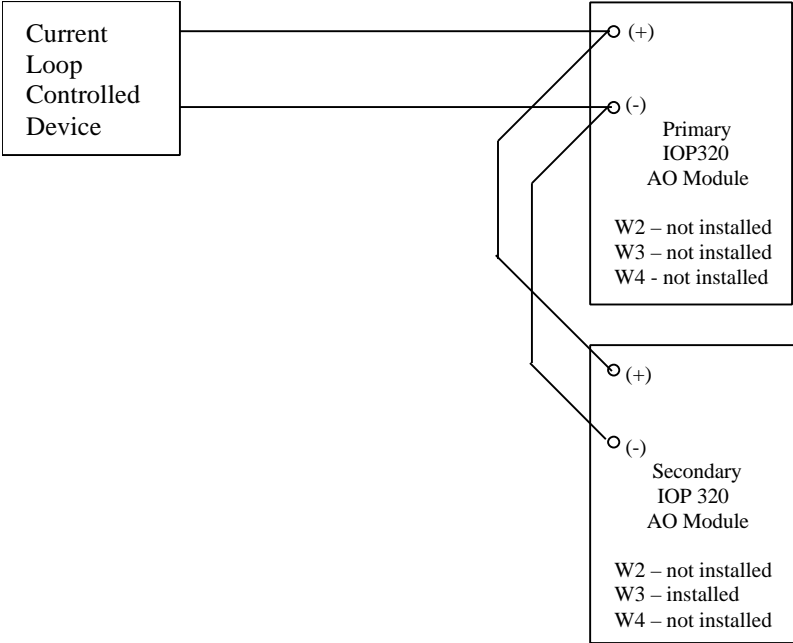 Current
Loop
Controlled
Device
(+)
(-)
Primary
IOP320
AO Module
W2 – not installed
W3 – not installed
W4 - not installed
(+)
(-)
Secondary
IOP 320
AO Module
W2 – not installed
W3 – installed
W4 – not installed